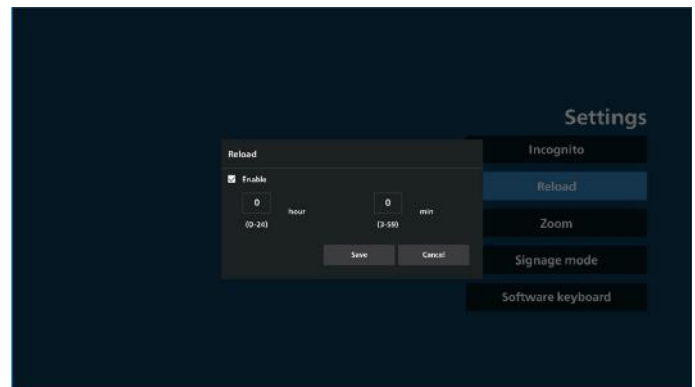 Settings
Incognito
Reload
Zoom
Signage mode
Software keyboard
Reload
Enable
0 hour 0 min
(0-24) (3-59)
Save Cancel